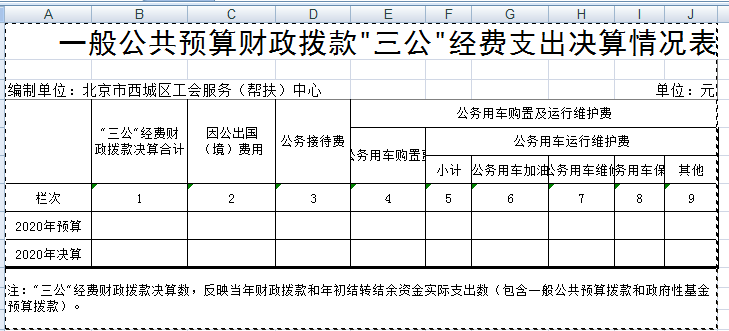 A B C D E F G H I J
一般公共预算财政拨款"三公"经费支出决算情况表
编制单位：北京市西城区工会服务（帮扶）中心 单位：元
"三公"经费财政拨款决算合计 因公出国（境）费用 公务接待费 公务用车购置及运行维护费
公务用车购置费 公务用车运行维护费
小计 公务用车加油 公务用车维修 务用车保 其他
栏次 1 2 3 4 5 6 7 8 9
2020年预算
2020年决算
注："三公"经费财政拨款决算数，反映当年财政拨款和年初结转结余资金实际支出数（包含一般公共预算拨款和政府性基金
预算拨款）。